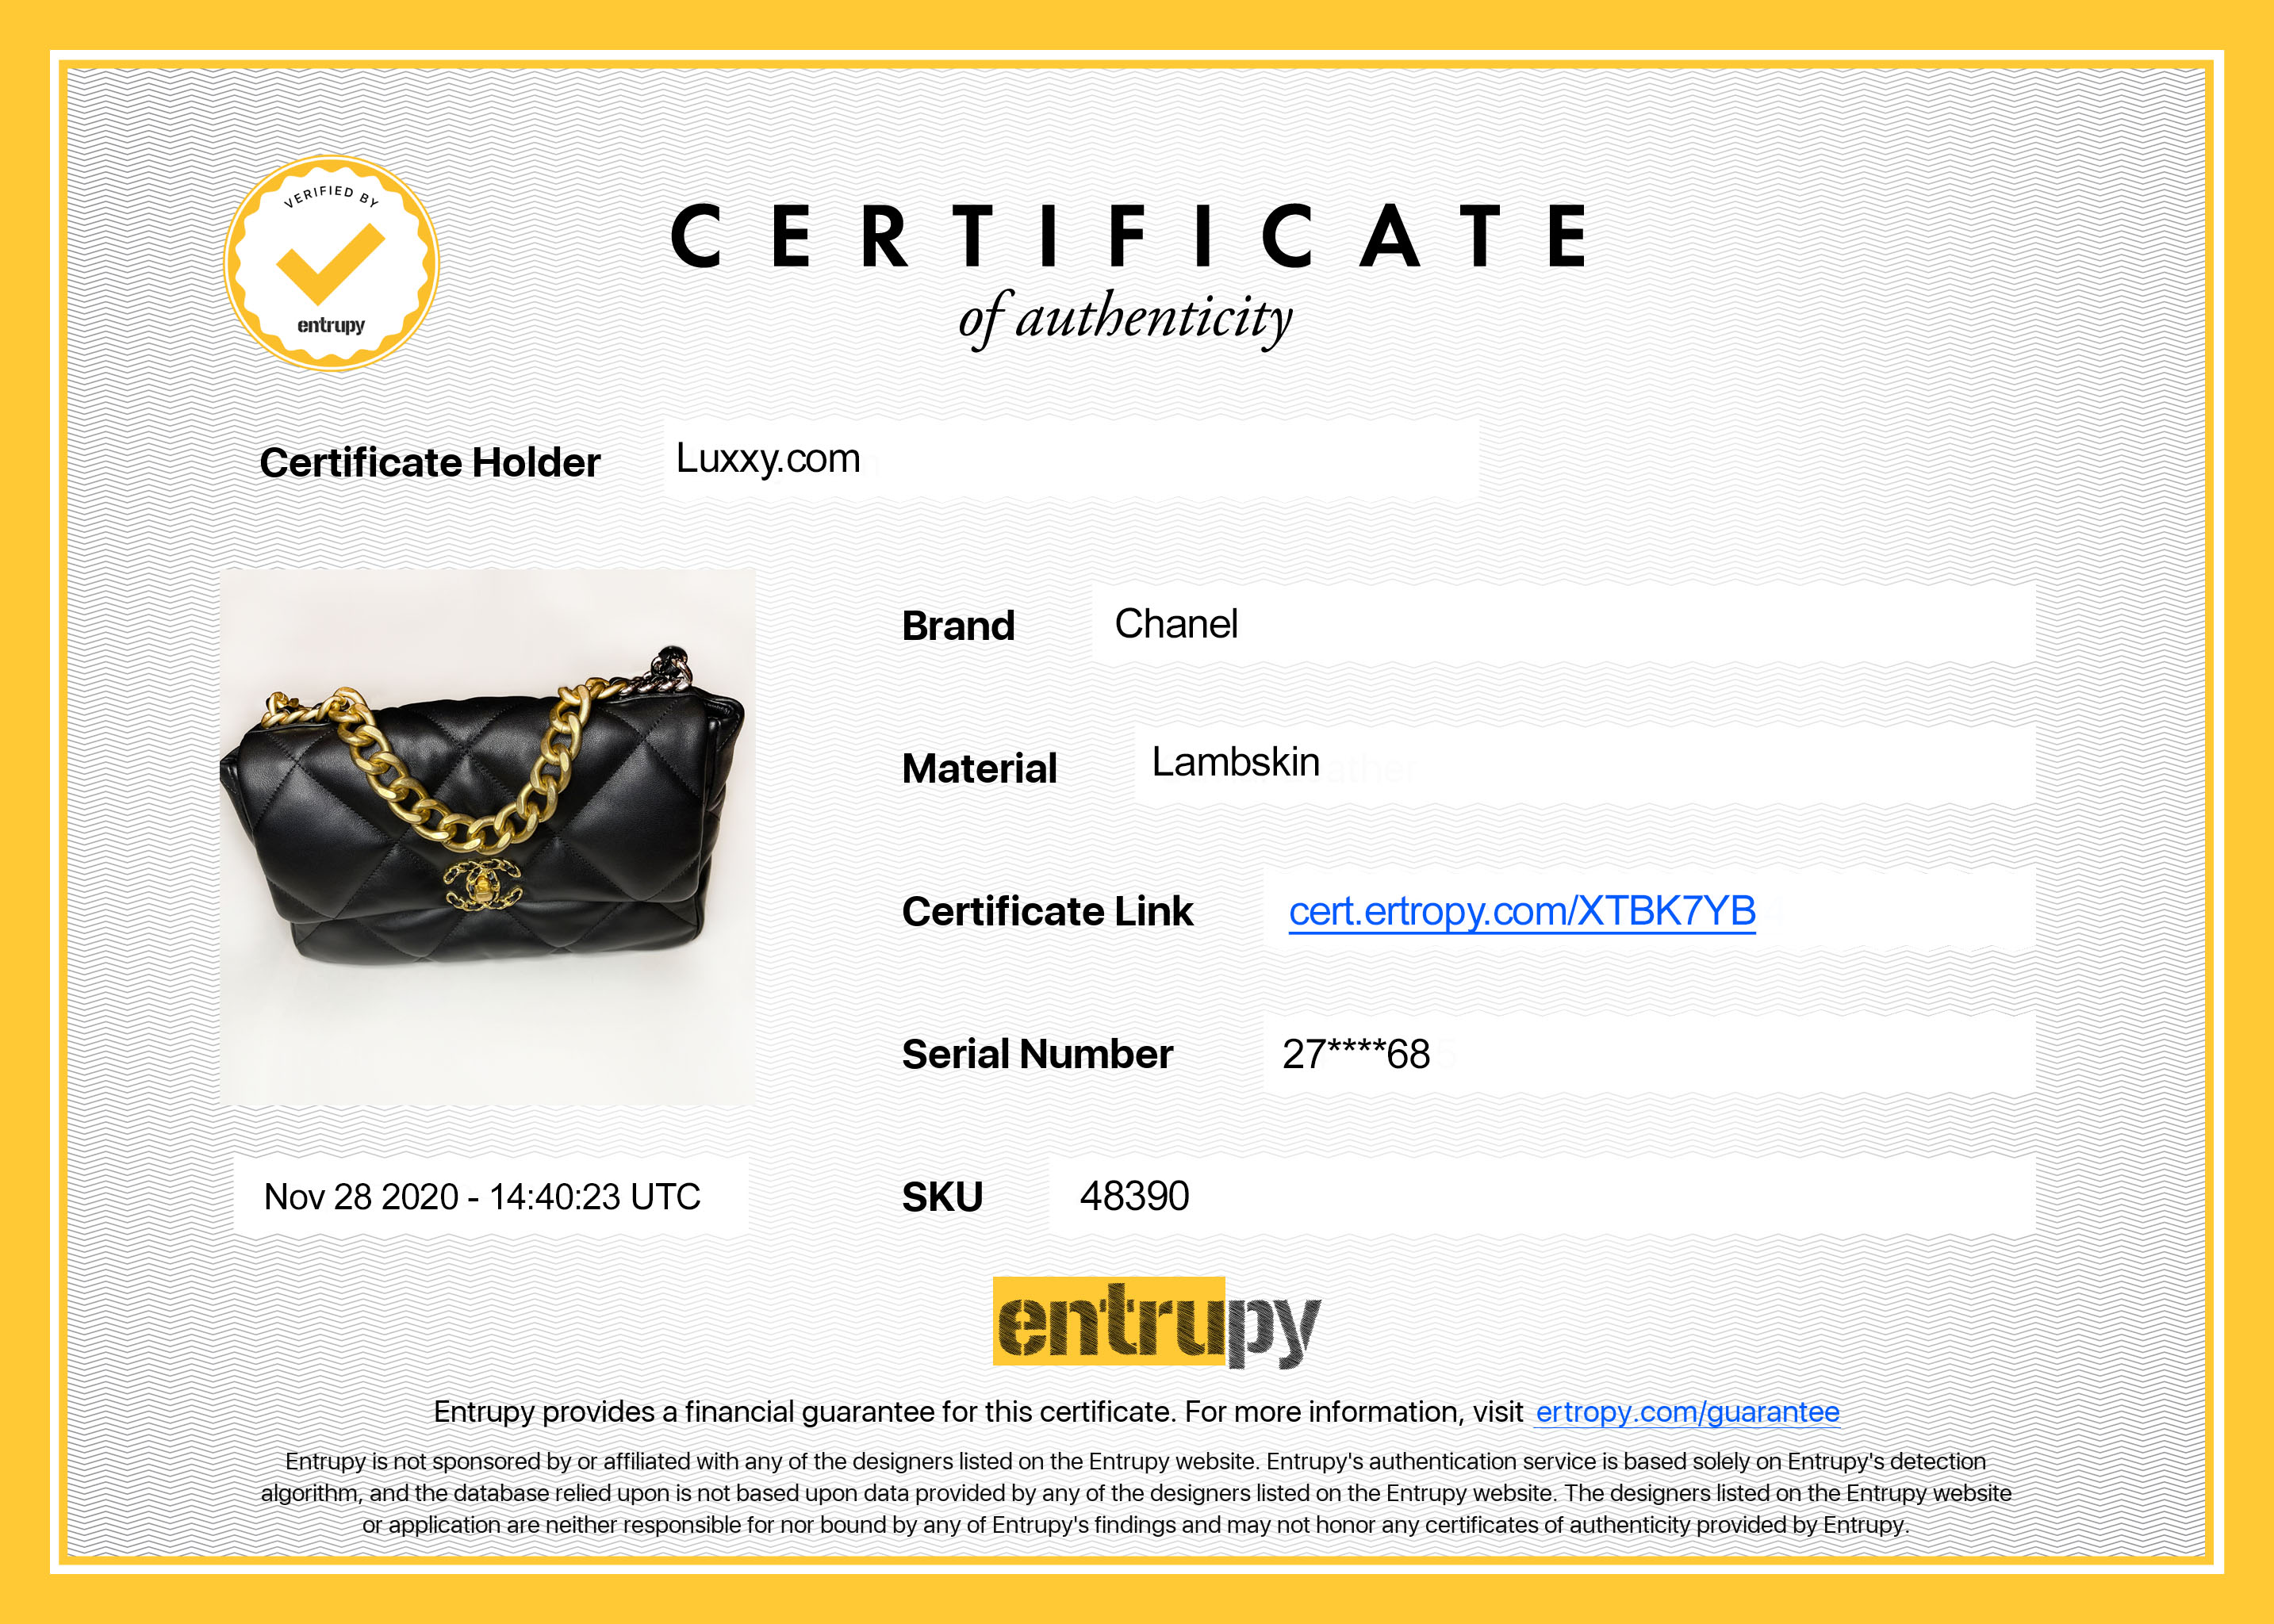 VERIFIED BY
entrupy
CERTIFICATE
of authenticity
Certificate Holder Luxxy.com
Brand Chanel
Material Lambskin
Certificate Link cert.ertropy.com/XTBK7YB
Serial Number 27****68
Nov 28 2020 - 14:40:23 UTC
SKU 48390
entrupy
Entrupy provides a financial guarantee for this certificate. For more information, visit ertropy.com/guarantee
Entrupy is not sponsored by or affiliated with any of the designers listed on the Entrupy website. Entrupy's authentication service is based solely on Entrupy's detection
algorithm, and the database relied upon is not based upon data provided by any of the designers listed on the Entrupy website. The designers listed on the Entrupy website
or application are neither responsible for nor bound by any of Entrupy's findings and may not honor any certificates of authenticity provided by Entrupy.